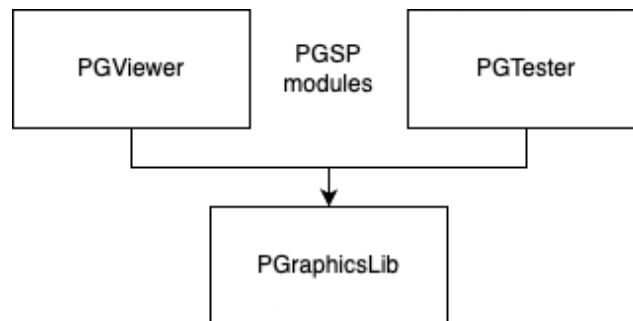 PGViewer
PGSP
modules
PGTester
PGraphicsLib